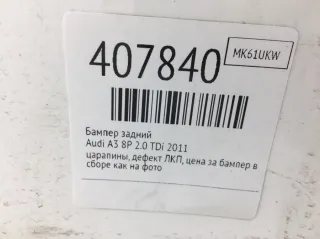 407840
MK61UKW
Бампер задний
Audi A3 8P 2.0 TDi 2011
царапины, дефект ЛКП, цена за бампер в
сборе как на фото